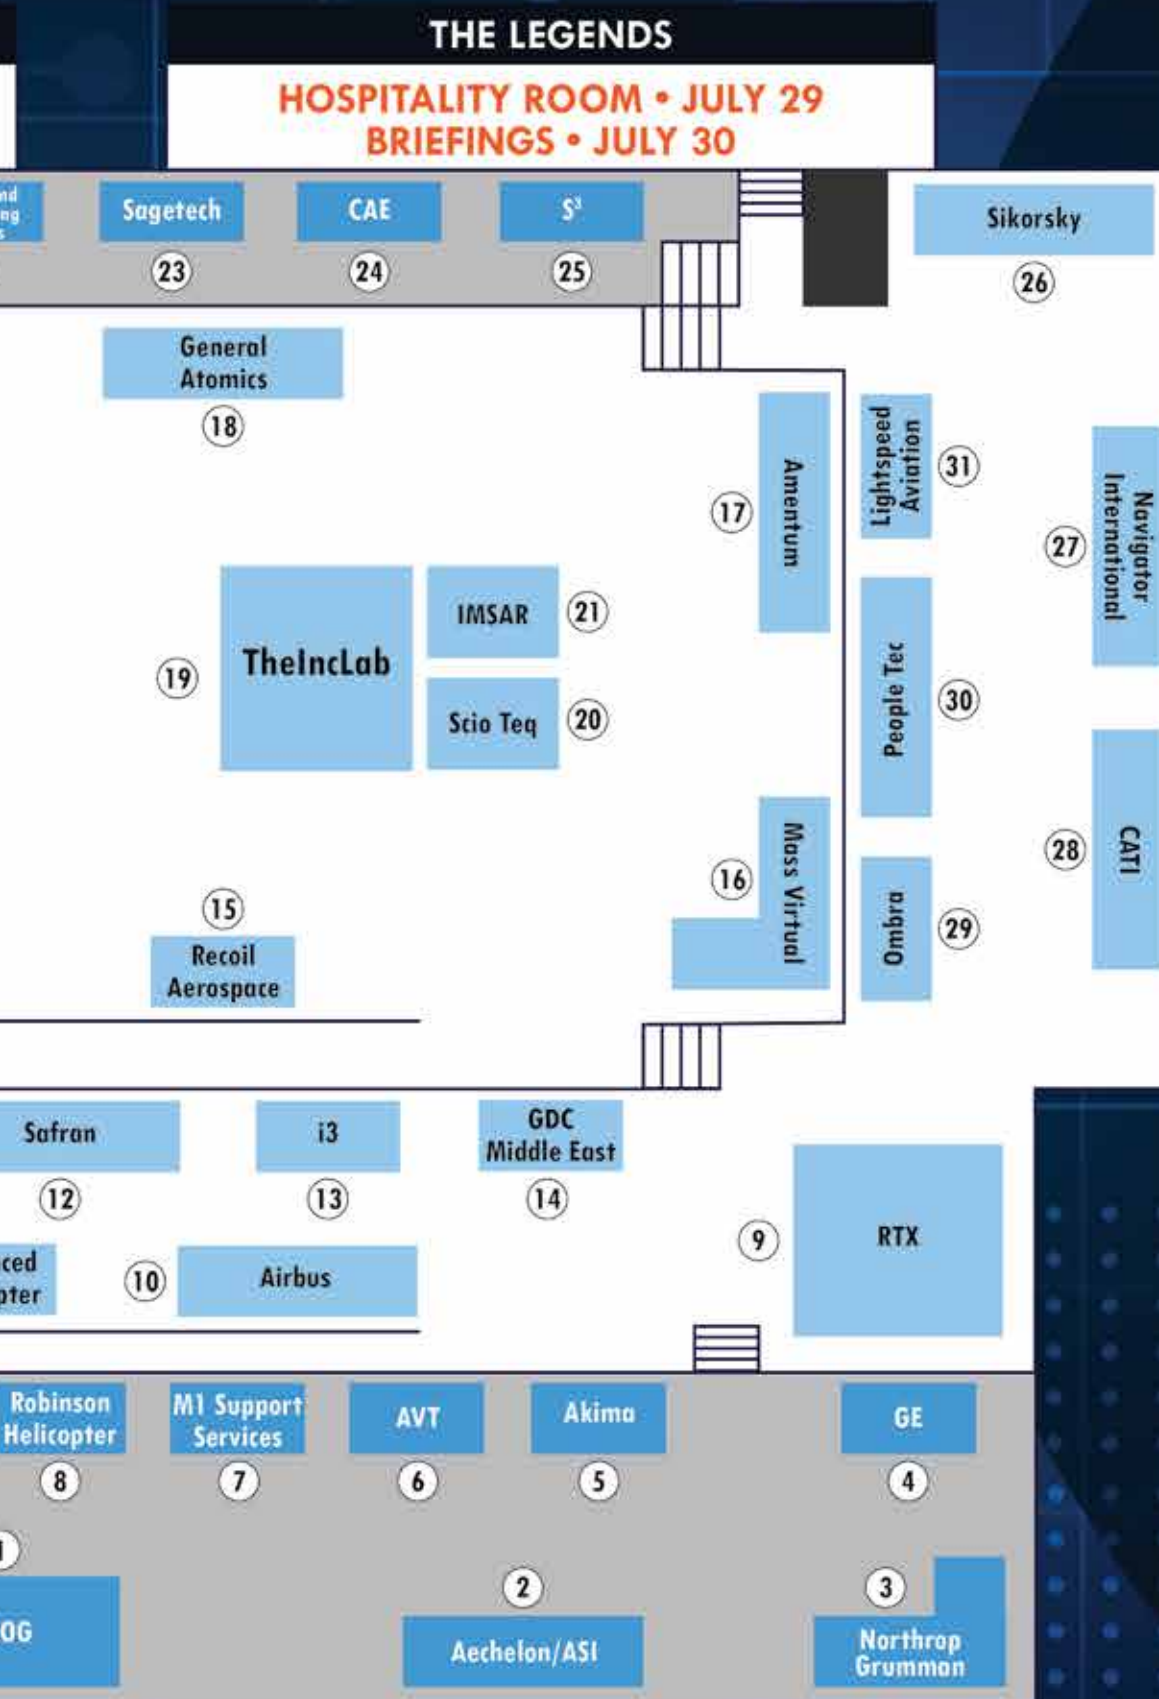 THE LEGENDS
HOSPITALITY ROOM • JULY 29
BRIEFINGS • JULY 30
Sagetech
23
CAE
24
S³
25
Sikorsky
26
General
Atomics
18
Amentum
17
Lightspeed
Aviation
31
Navigator
International
27
TheIncLab
19
IMSAR
21
Scio Teq
20
People Tec
30
CATI
28
Mass Virtual
16
Ombra
29
15
Recoil
Aerospace
Safran
12
i3
13
GDC
Middle East
14
9
RTX
10
Airbus
Robinson
Helicopter
8
M1 Support
Services
7
AVT
6
Akima
5
GE
4
2
Aechelon/ASI
3
Northrop
Grumman